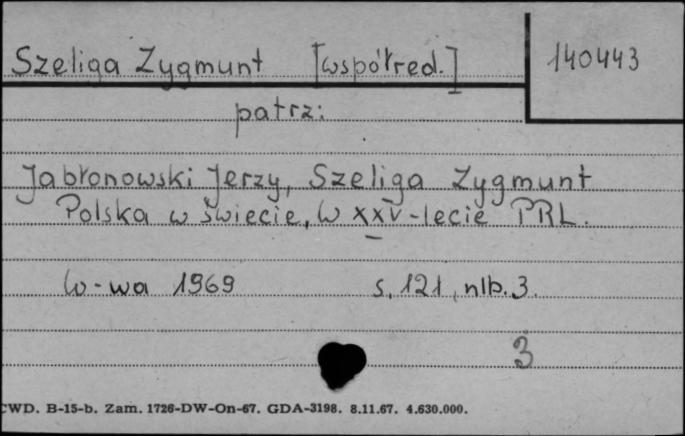 Szeliga Zygmunt [współred.]
140443
patrz:
Jabłonowski Jerzy, Szeliga Zygmunt
Polska w świecie, W XXV-lecie PRL.
W-wa 1969 s. 121, nlb. 3.
3
CWD. B-15-b. Zam. 1726-DW-On-67. GDA-3198. 8.11.67. 4.630.000.